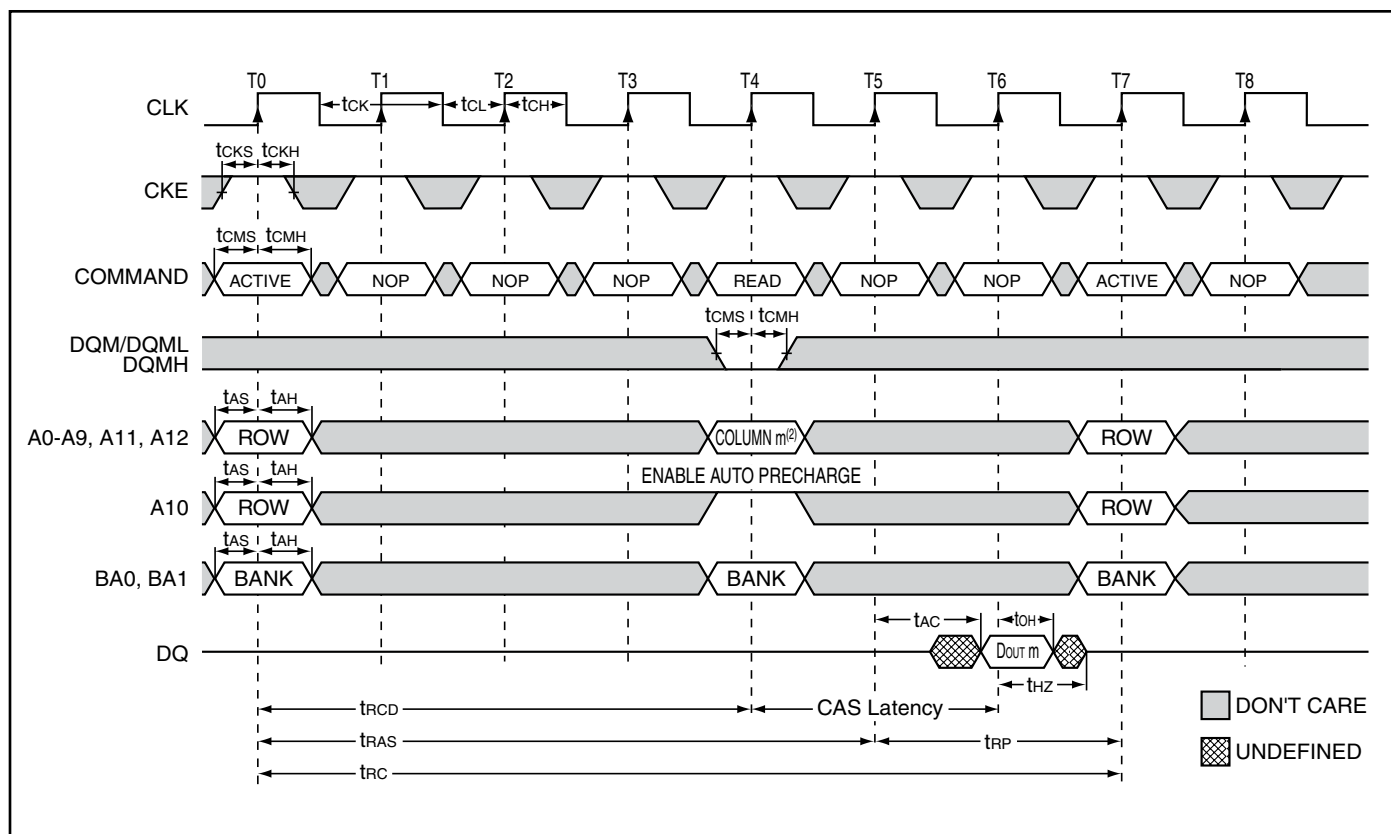 T0 T1 T2 T3 T4 T5 T6 T7 T8
CLK tCK tCL tCH
tCKS tCKH
CKE
tCMS tCMH
COMMAND ACTIVE NOP NOP NOP READ NOP NOP ACTIVE NOP
tCMS tCMH
DQM/DQML
DQMH
tAS tAH
A0-A9, A11, A12 ROW COLUMN m(2) ROW
tAS tAH ENABLE AUTO PRECHARGE
A10 ROW ROW
tAS tAH
BA0, BA1 BANK BANK BANK
tAC tOH
DQ DOUT m
tHZ
tRCD CAS Latency
DON'T CARE
tRAS tRP
UNDEFINED
tRC